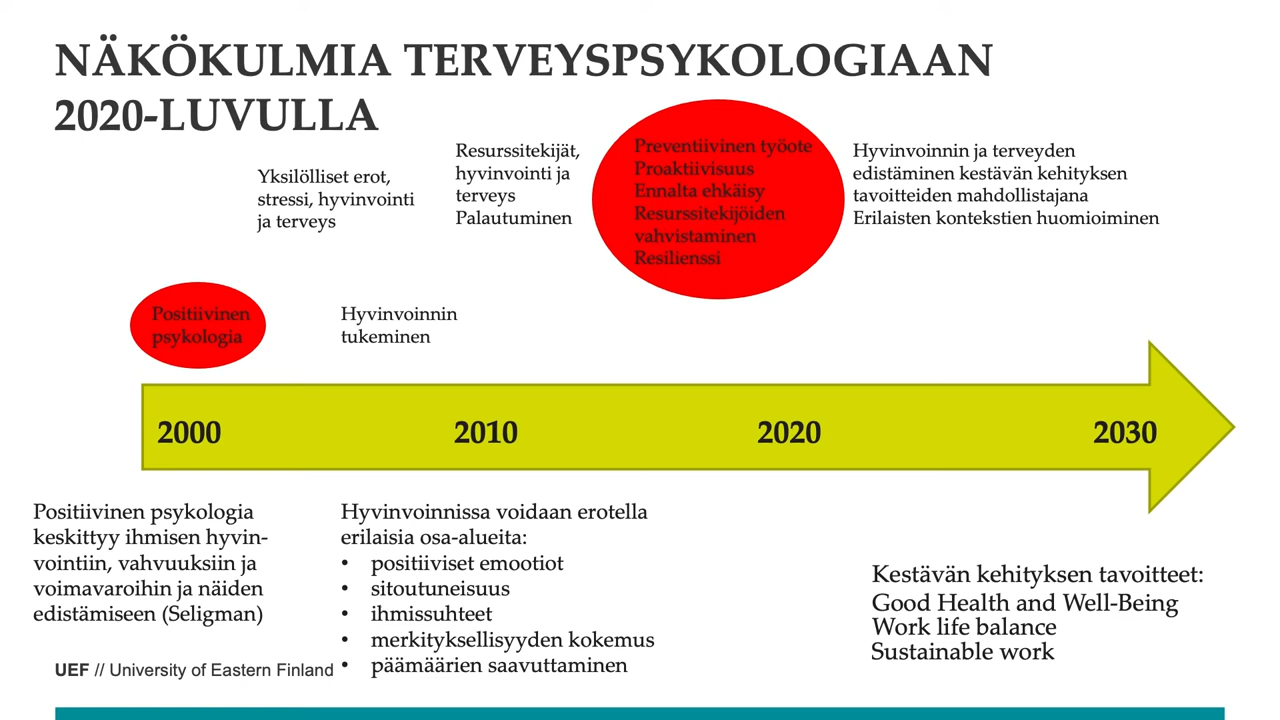 NÄKÖKULMIA TERVEYSPSYKOLOGIAAN
2020-LUVULLA
Yksilölliset erot,
stressi, hyvinvointi
ja terveys
Resurssitekijät,
hyvinvointi ja
terveys
Palautuminen
Preventiivinen työote
Proaktiivisuus
Ennalta ehkäisy
Resurssitekijöiden
vahvistaminen
Resilienssi
Hyvinvoinnin ja terveyden
edistäminen kestävän kehityksen
tavoitteiden mahdollistajana
Erilaisten kontekstien huomioiminen
Positiivinen
psykologia
Hyvinvoinnin
tukeminen
2000
2010
2020
2030
Positiivinen psykologia
keskittyy ihmisen hyvin-
vointiin, vahvuuksiin ja
voimavaroihin ja näiden
edistämiseen (Seligman)
Hyvinvoinnissa voidaan erotella
erilaisia osa-alueita:
• positiiviset emootiot
• sitoutuneisuus
• ihmissuhteet
• merkityksellisyyden kokemus
• päämäärien saavuttaminen
Kestävän kehityksen tavoitteet:
Good Health and Well-Being
Work life balance
Sustainable work
UEF // University of Eastern Finland